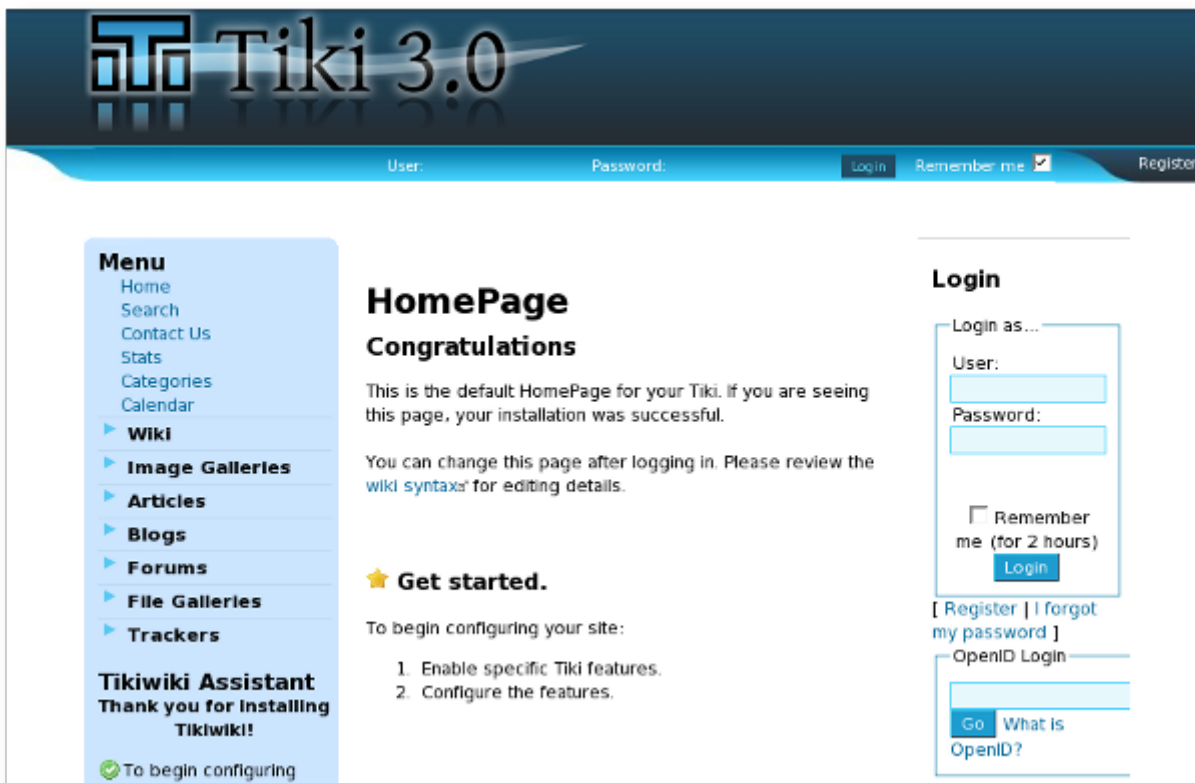 Tiki 3.0
User:
Password:
Login
Remember me
Register
Menu
Home
Search
Contact Us
Stats
Categories
Calendar
Wiki
Image Galleries
Articles
Blogs
Forums
File Galleries
Trackers
Tikiwiki Assistant
Thank you for installing
Tikiwiki!
To begin configuring
HomePage
Congratulations
This is the default HomePage for your Tiki. If you are seeing
this page, your installation was successful.
You can change this page after logging in. Please review the
wiki syntax for editing details.
Get started.
To begin configuring your site:
1. Enable specific Tiki features.
2. Configure the features.
Login
Login as...
User:
Password:
Remember
me (for 2 hours)
Login
[ Register | I forgot
my password ]
OpenID Login
Go What is
OpenID?